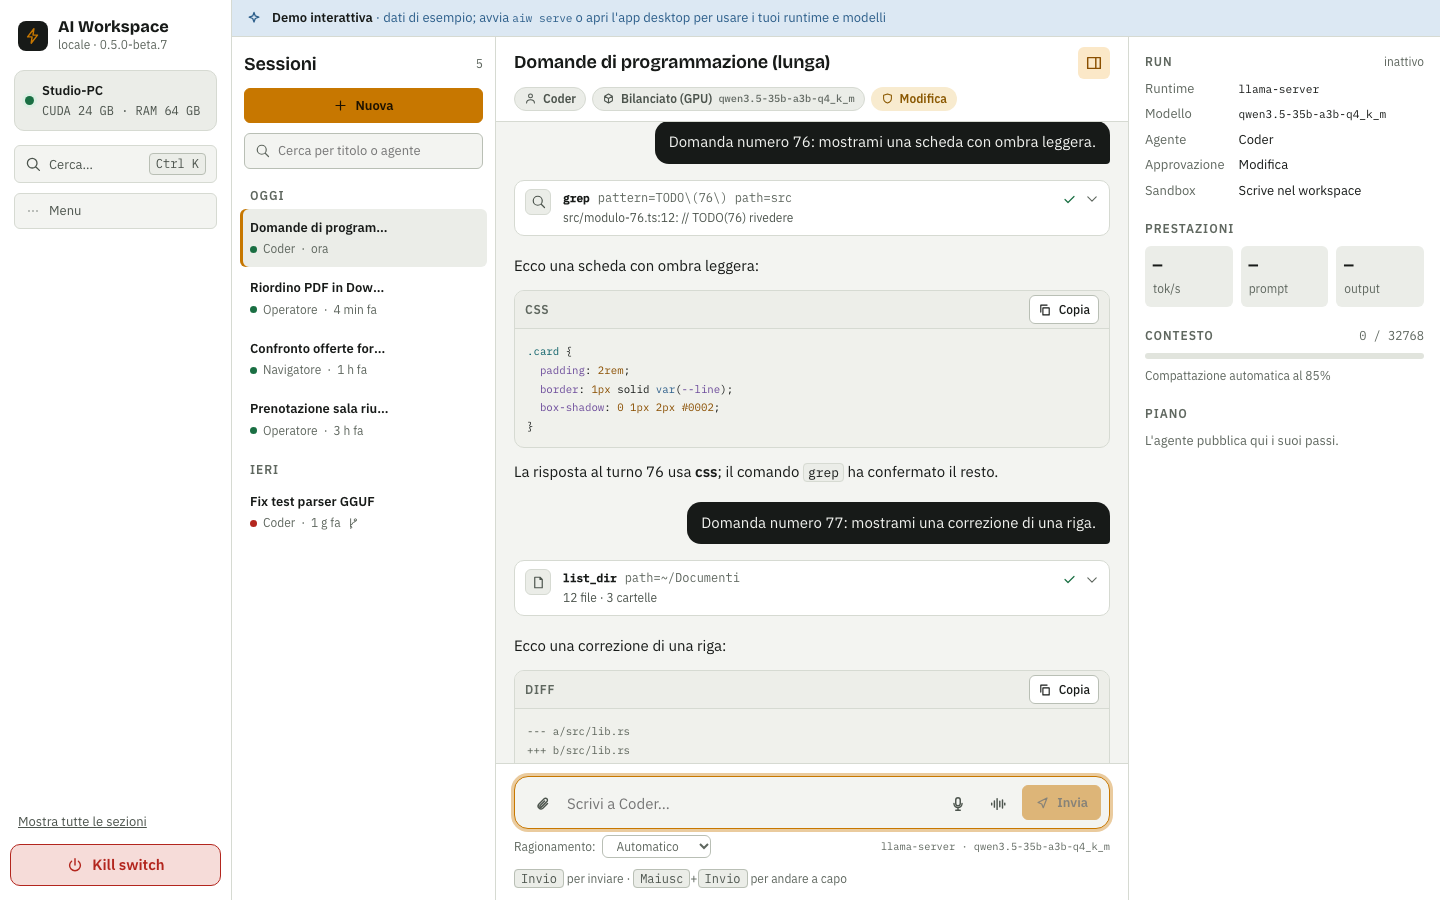 AI Workspace
locale · 0.5.0-beta.7
Studio-PC
CUDA 24 GB · RAM 64 GB
Cerca...
Ctrl K
Menu
Mostra tutte le sezioni
Kill switch
Demo interattiva · dati di esempio; avvia aiw serve o apri l'app desktop per usare i tuoi runtime e modelli
Sessioni
5
Nuova
Cerca per titolo o agente
OGGI
Domande di program...
Coder · ora
Riordino PDF in Dow...
Operatore · 4 min fa
Confronto offerte for...
Navigatore · 1 h fa
Prenotazione sala riu...
Operatore · 3 h fa
IERI
Fix test parser GGUF
Coder · 1 g fa
Domande di programmazione (lunga)
Coder
Bilanciato (GPU) qwen3.5-35b-a3b-q4_k_m
Modifica
Domanda numero 76: mostrami una scheda con ombra leggera.
grep pattern=TODO\(76\) path=src
src/modulo-76.ts:12: // TODO(76) rivedere
Ecco una scheda con ombra leggera:
CSS
Copia
.card {
  padding: 2rem;
  border: 1px solid var(--line);
  box-shadow: 0 1px 2px #0002;
}
La risposta al turno 76 usa css; il comando grep ha confermato il resto.
Domanda numero 77: mostrami una correzione di una riga.
list_dir path=~/Documenti
12 file · 3 cartelle
Ecco una correzione di una riga:
DIFF
Copia
--- a/src/lib.rs
+++ b/src/lib.rs
Scrivi a Coder...
Invia
Ragionamento: Automatico
llama-server · qwen3.5-35b-a3b-q4_k_m
Invio per inviare · Maiusc+Invio per andare a capo
RUN
inattivo
Runtime llama-server
Modello qwen3.5-35b-a3b-q4_k_m
Agente Coder
Approvazione Modifica
Sandbox Scrive nel workspace
PRESTAZIONI
– – –
tok/s prompt output
CONTESTO
0 / 32768
Compattazione automatica al 85%
PIANO
L'agente pubblica qui i suoi passi.